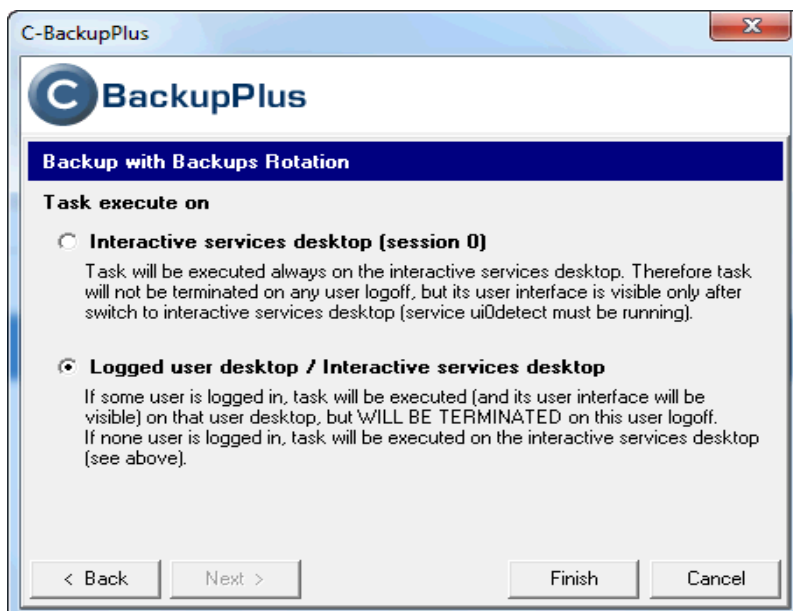 C-BackupPlus
C BackupPlus
Backup with Backups Rotation
Task execute on
Interactive services desktop (session 0)
Task will be executed always on the interactive services desktop. Therefore task
will not be terminated on any user logoff, but its user interface is visible only after
switch to interactive services desktop (service ui0detect must be running).
Logged user desktop / Interactive services desktop
If some user is logged in, task will be executed (and its user interface will be
visible) on that user desktop, but WILL BE TERMINATED on this user logoff.
If none user is logged in, task will be executed on the interactive services desktop
(see above).
< Back Next > Finish Cancel